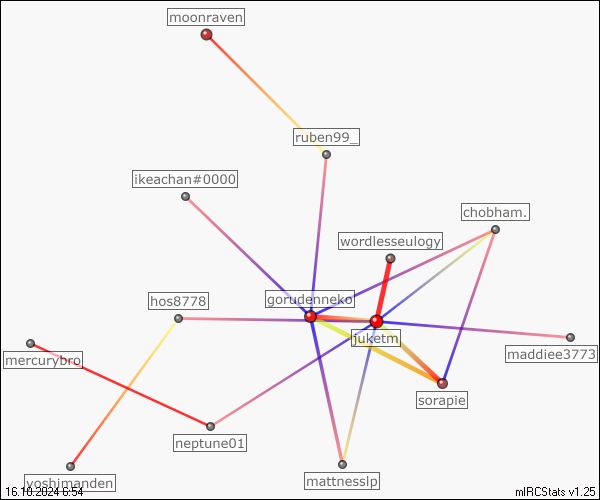 moonraven
ruben99_
ikeachan#0000
chobham.
wordlesseulogy
gorudenneko
hos8778
juketm
maddiee3773
mercurybro
sorapie
neptune01
mattnesslp
yoshimanden
16.10.2024 6:54
mIRCStats v1.25